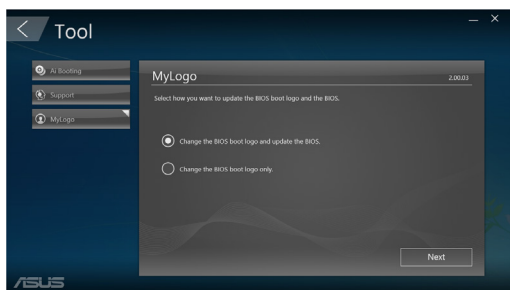 Tool
Ai Booting
Support
MyLogo
MyLogo 2.00.03
Select how you want to update the BIOS boot logo and the BIOS.
Change the BIOS boot logo and update the BIOS.
Change the BIOS boot logo only.
Next
ASUS